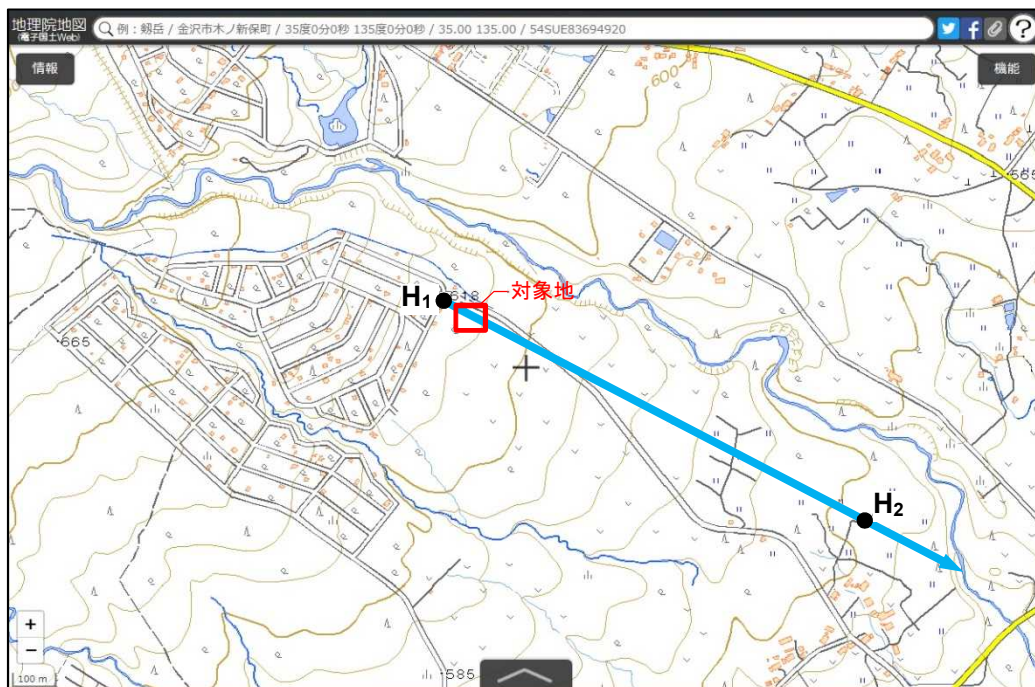 地理院地図
(電子国土Web)
例：剱岳 / 金沢市木ノ新保町 / 35度0分0秒 135度0分0秒 / 35.00 135.00 / 54SUE83694920
情報
機能
600
565
H₁
618
対象地
665
H₂
+
−
100 m
585